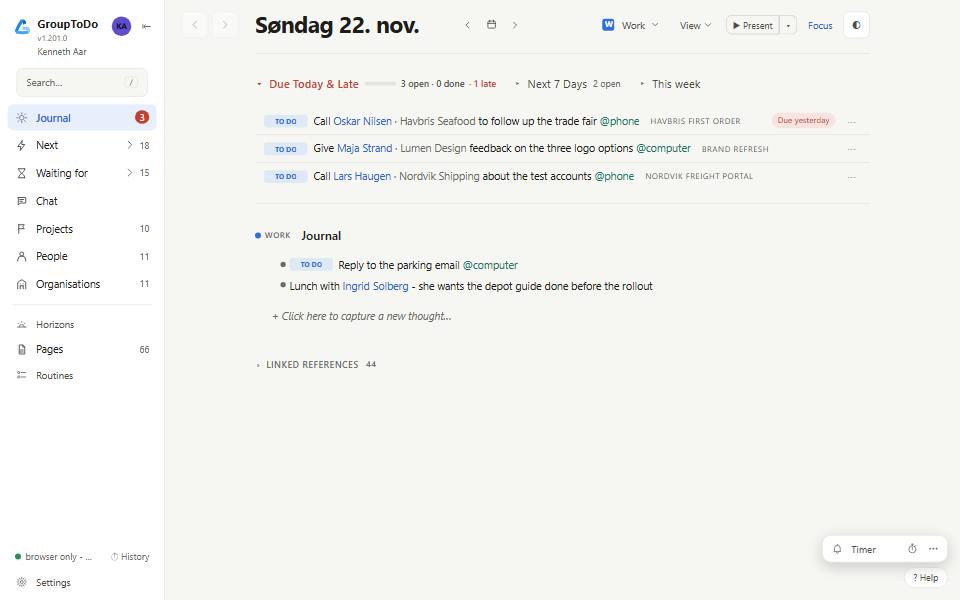 GroupToDo
v1.201.0
Kenneth Aar
KA
Search...
/
Journal 3
Next 18
Waiting for 15
Chat
Projects 10
People 11
Organisations 11
Horizons
Pages 66
Routines
browser only - ...
History
Settings
Søndag 22. nov.
W Work
View
Present
Focus
Due Today & Late 3 open · 0 done · 1 late
Next 7 Days 2 open
This week
TO DO Call Oskar Nilsen · Havbris Seafood to follow up the trade fair @phone HAVBRIS FIRST ORDER Due yesterday ...
TO DO Give Maja Strand · Lumen Design feedback on the three logo options @computer BRAND REFRESH ...
TO DO Call Lars Haugen · Nordvik Shipping about the test accounts @phone NORDVIK FREIGHT PORTAL ...
WORK Journal
TO DO Reply to the parking email @computer
Lunch with Ingrid Solberg - she wants the depot guide done before the rollout
+ Click here to capture a new thought...
LINKED REFERENCES 44
Timer ...
? Help